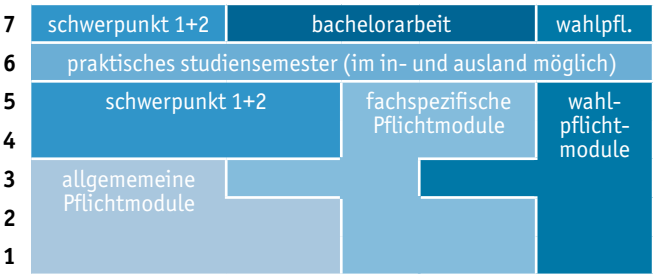 7 schwerpunkt 1+2 bachelorarbeit wahlpfl.
6 praktisches studiensemester (im in- und ausland möglich)
5 schwerpunkt 1+2 fachspezifische wahl-
Pflichtmodule pflicht-
4 module
3 allgememeine
Pflichtmodule
2
1